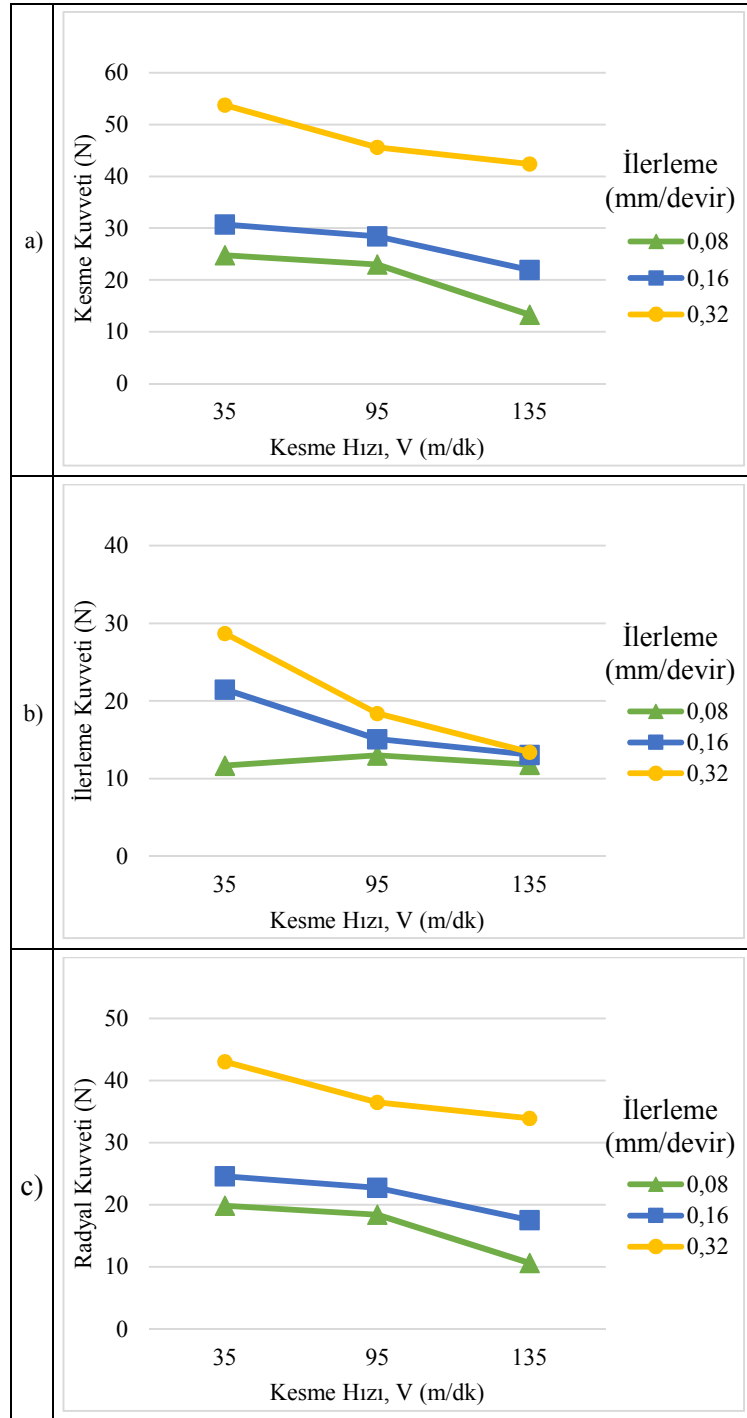 a)
Kesme Kuvveti (N)
60
50
40
30
20
10
0
35 95 135
Kesme Hızı, V (m/dk)
İlerleme
(mm/devir)
0,08
0,16
0,32
b)
İlerleme Kuvveti (N)
40
30
20
10
0
35 95 135
Kesme Hızı, V (m/dk)
İlerleme
(mm/devir)
0,08
0,16
0,32
c)
Radyal Kuvveti (N)
50
40
30
20
10
0
35 95 135
Kesme Hızı, V (m/dk)
İlerleme
(mm/devir)
0,08
0,16
0,32